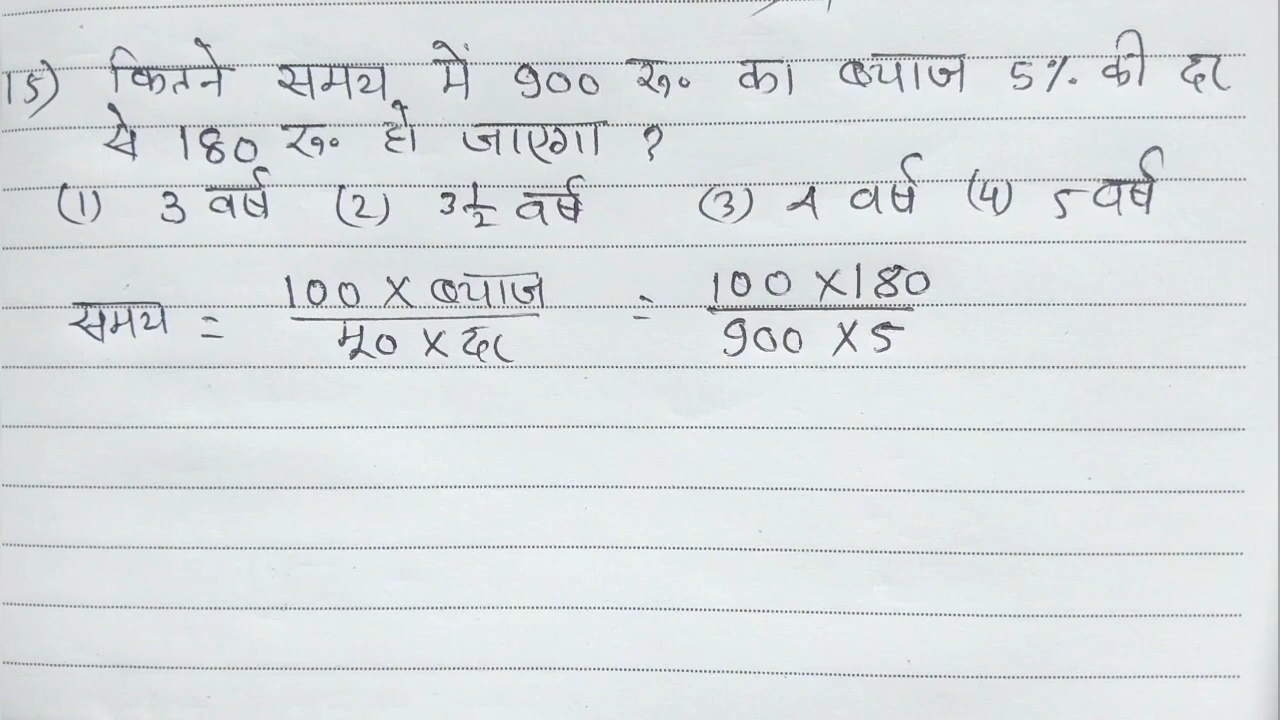 15) कितने समय में 900 रू० का ब्याज 5% की दर
से 180 रू० हो जाएगा ?
(1) 3 वर्ष (2) 3½ वर्ष (3) 4 वर्ष (4) 5 वर्ष
समय = 100 × ब्याज / मू० × दर = 100 × 180 / 900 × 5